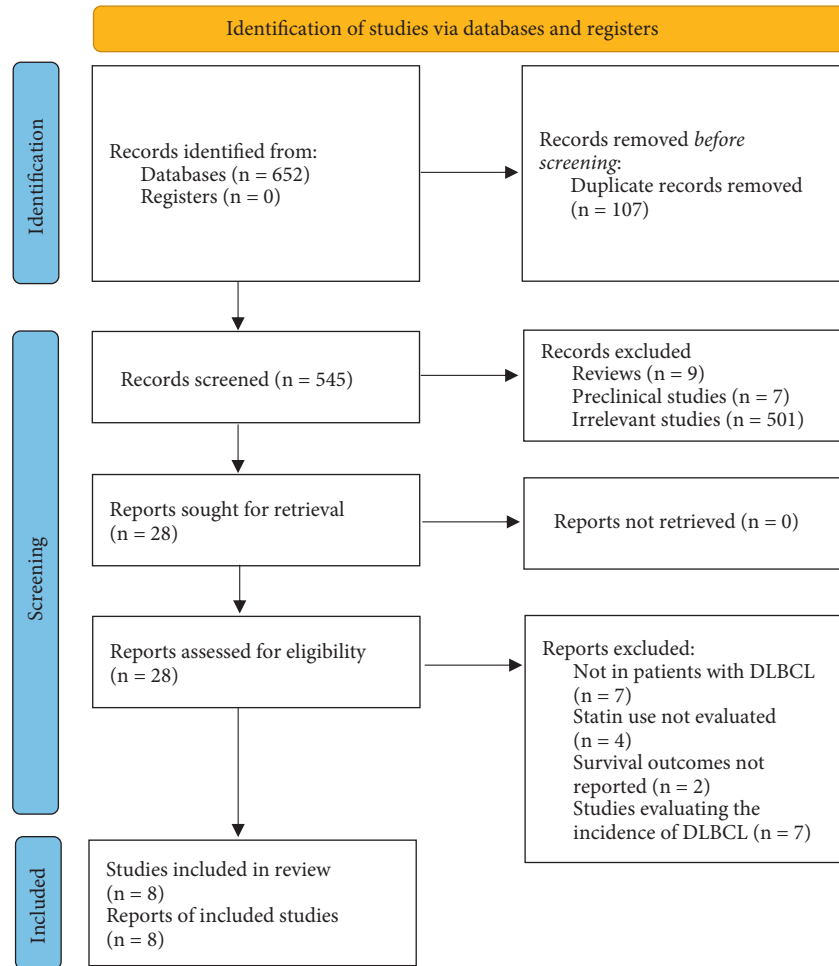 Identification of studies via databases and registers
Identification
Records identified from:
Databases (n = 652)
Registers (n = 0)
Records removed before
screening:
Duplicate records removed
(n = 107)
Screening
Records screened (n = 545)
Records excluded
Reviews (n = 9)
Preclinical studies (n = 7)
Irrelevant studies (n = 501)
Reports sought for retrieval
(n = 28)
Reports not retrieved (n = 0)
Reports assessed for eligibility
(n = 28)
Reports excluded:
Not in patients with DLBCL
(n = 7)
Statin use not evaluated
(n = 4)
Survival outcomes not
reported (n = 2)
Studies evaluating the
incidence of DLBCL (n = 7)
Included
Studies included in review
(n = 8)
Reports of included studies
(n = 8)